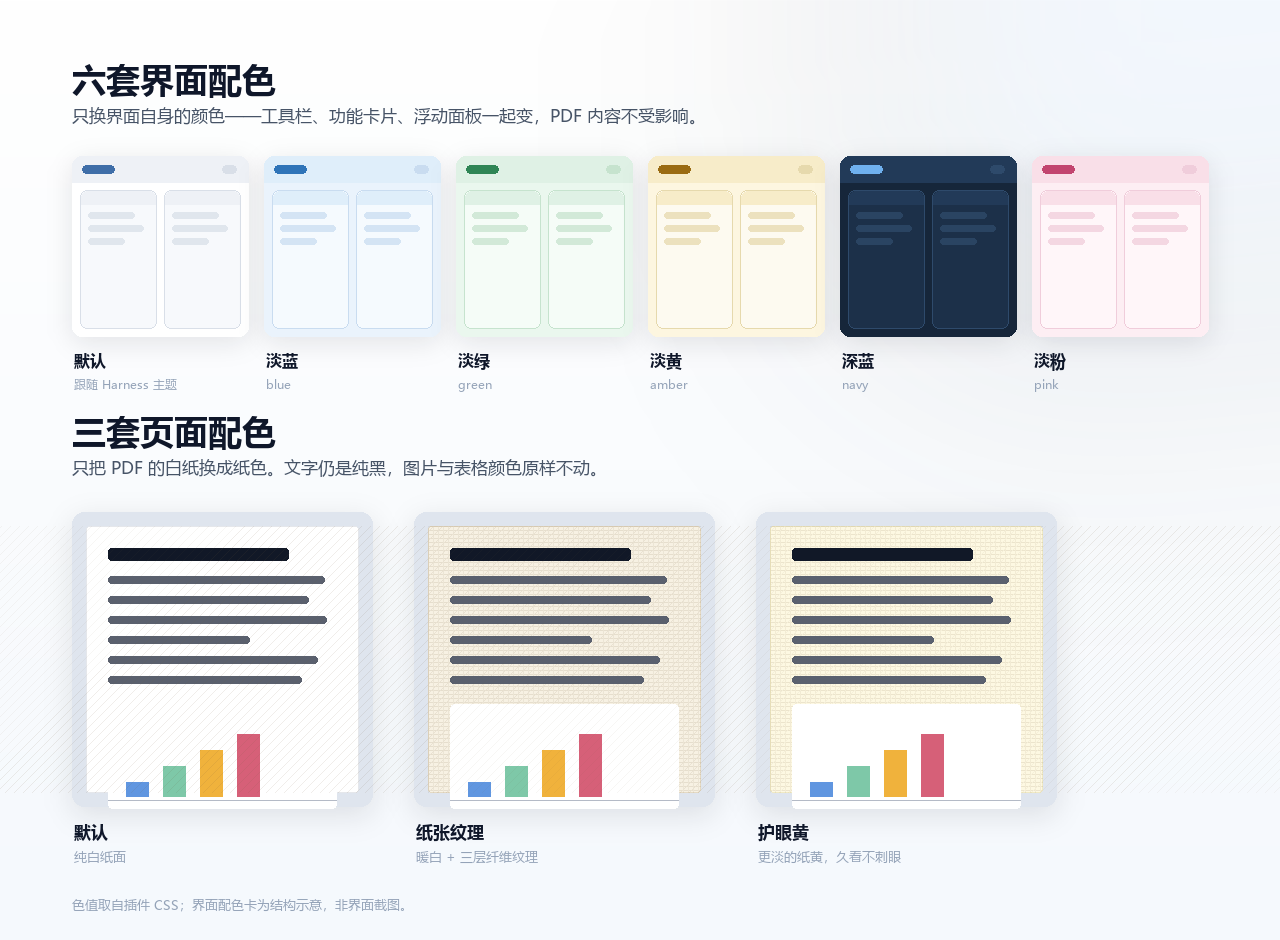 六套界面配色
只换界面自身的颜色——工具栏、功能卡片、浮动面板一起变，PDF 内容不受影响。
默认
淡蓝
淡绿
淡黄
深蓝
淡粉
跟随 Harness 主题
blue
green
amber
navy
pink
三套页面配色
只把 PDF 的白纸换成纸色。文字仍是纯黑，图片与表格颜色原样不动。
默认
纸张纹理
护眼黄
纯白纸面
暖白 + 三层纤维纹理
更淡的纸黄，久看不刺眼
色值取自插件 CSS；界面配色卡为结构示意，非界面截图。